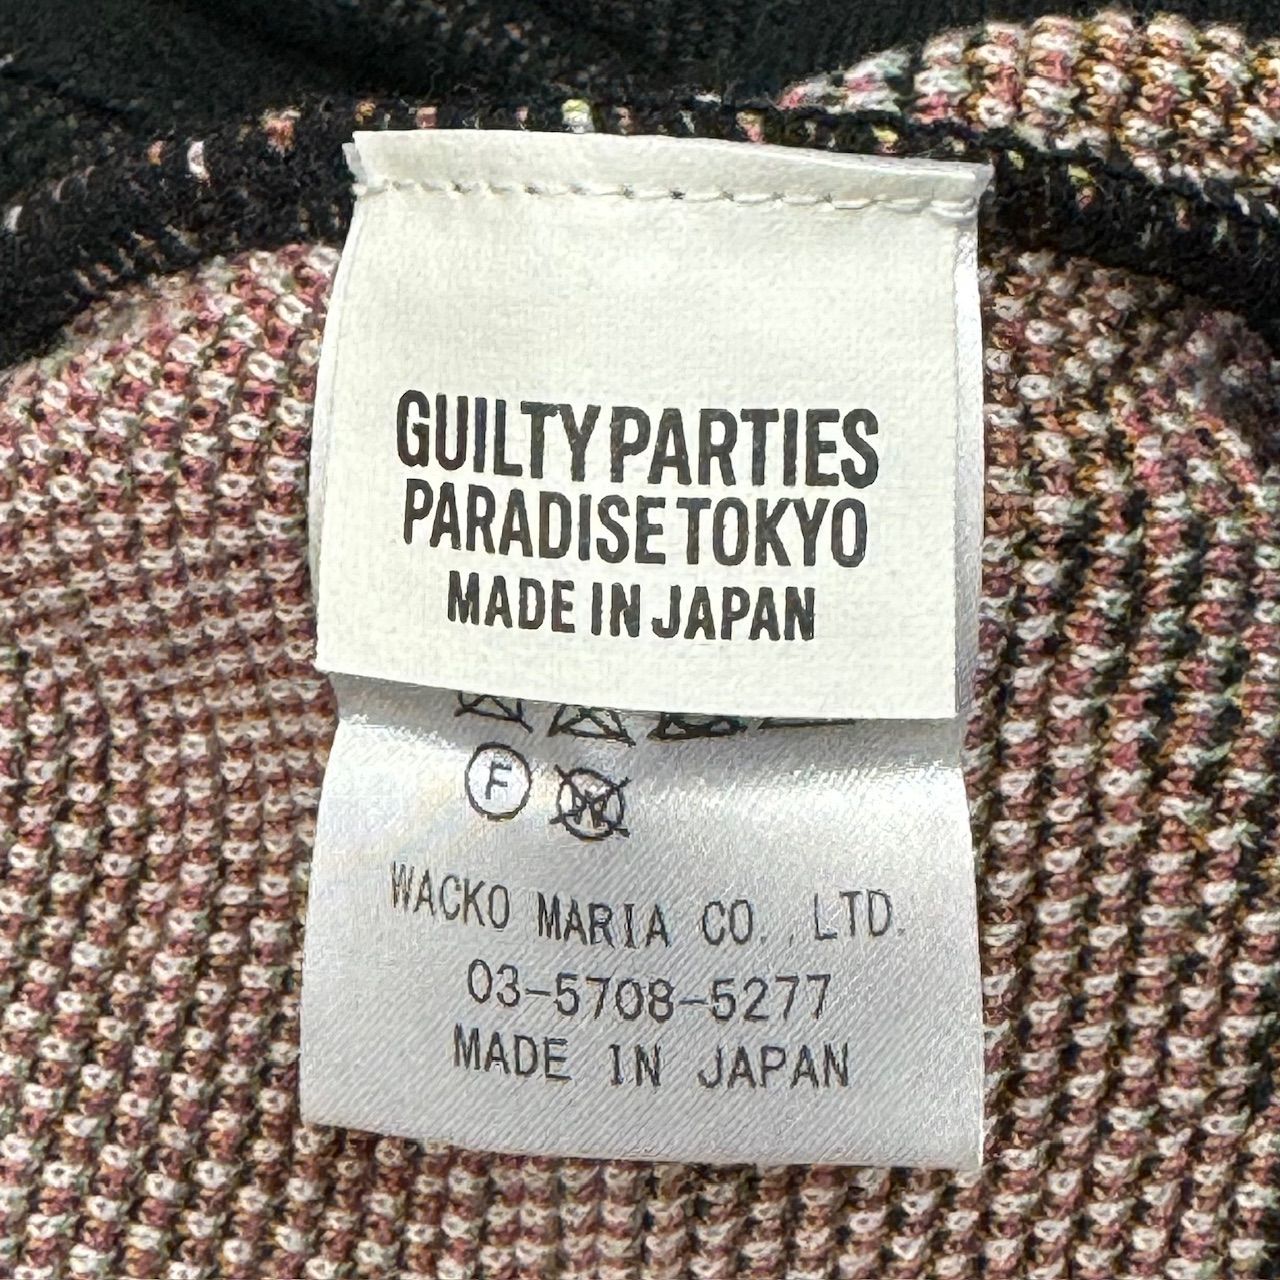 GUILTY PARTIES
PARADISE TOKYO
MADE IN JAPAN
F
WACKO MARIA CO., LTD.
03-5708-5277
MADE IN JAPAN